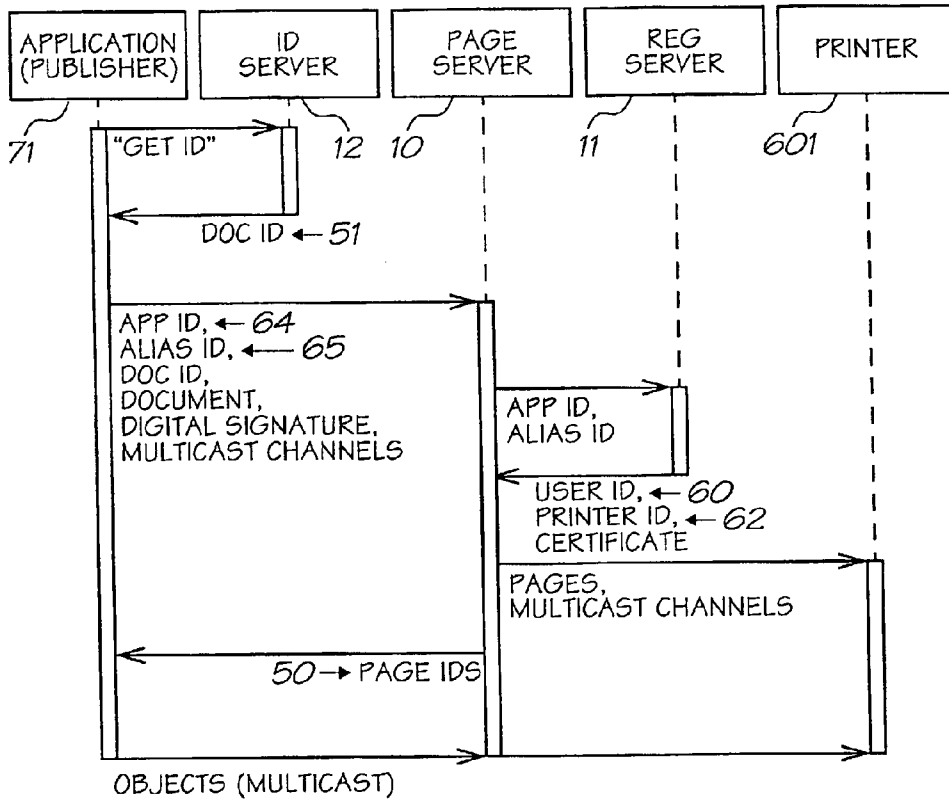 APPLICATION
(PUBLISHER)
ID
SERVER
PAGE
SERVER
REG
SERVER
PRINTER
71
12
10
11
601
"GET ID"
DOC ID 51
APP ID, 64
ALIAS ID, 65
DOC ID,
DOCUMENT,
DIGITAL SIGNATURE,
MULTICAST CHANNELS
APP ID,
ALIAS ID
USER ID, 60
PRINTER ID, 62
CERTIFICATE
PAGES,
MULTICAST CHANNELS
50 PAGE IDS
OBJECTS (MULTICAST)